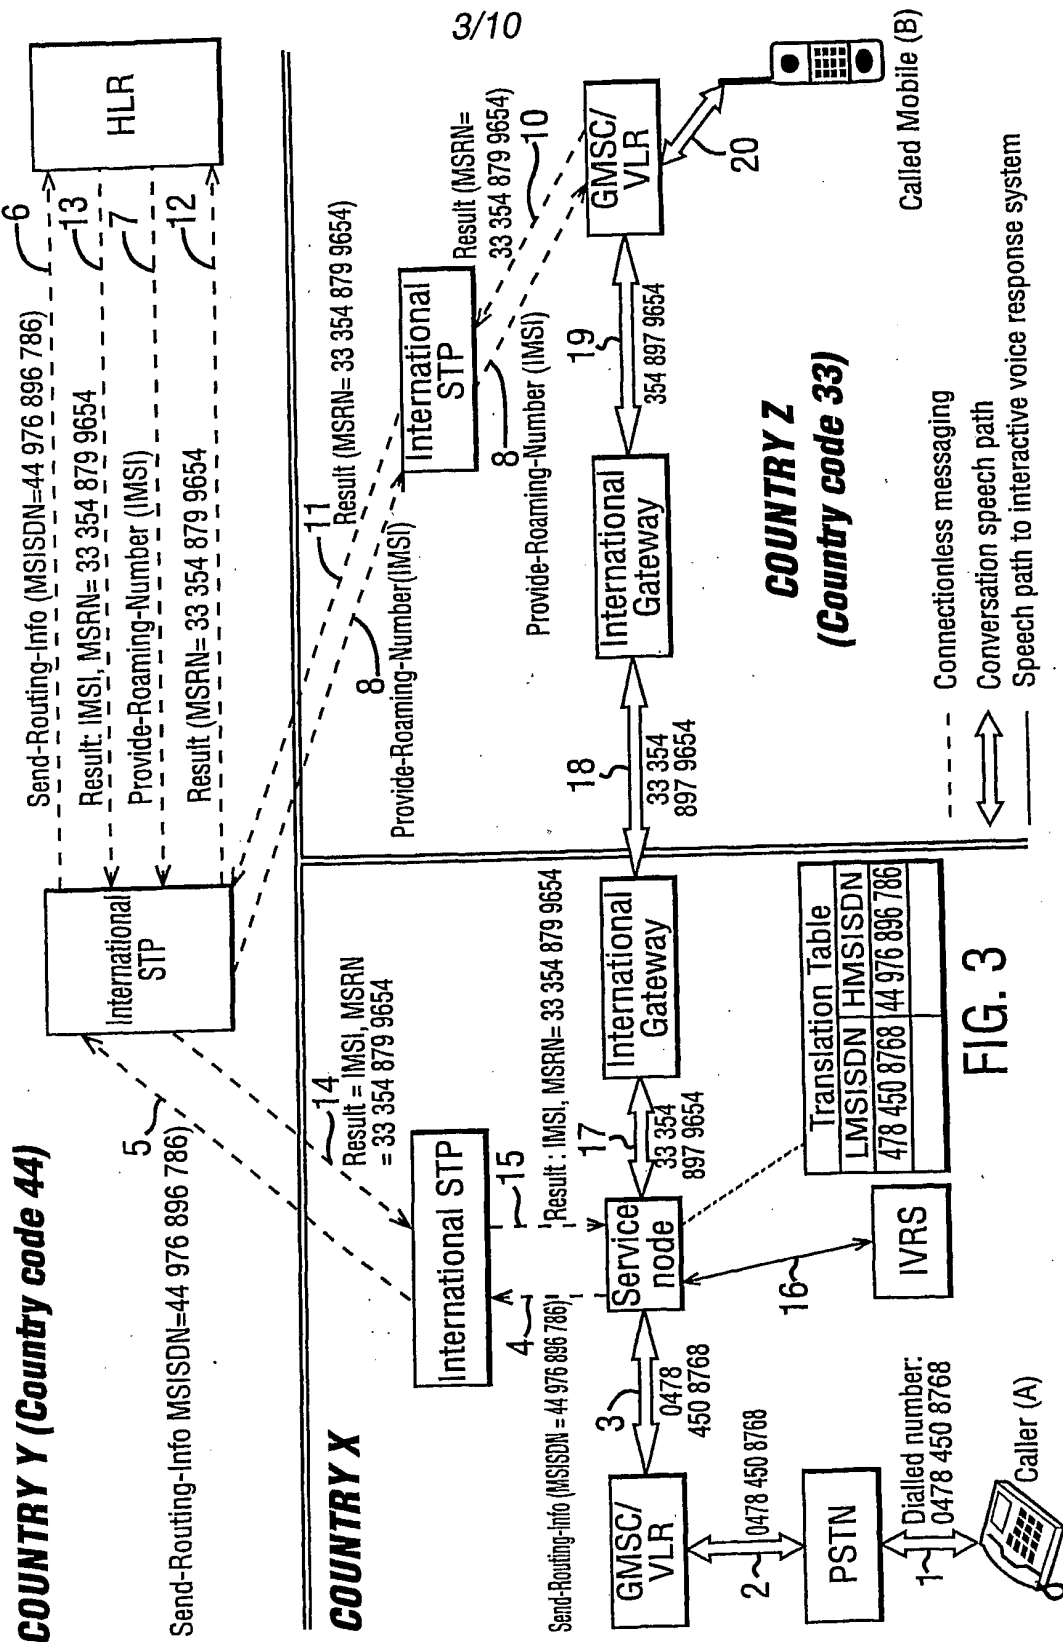 3/10
COUNTRY Y (Country code 44)
Send-Routing-Info MSISDN=44 976 896 786)
5
International
STP
Send-Routing-Info (MSISDN=44 976 896 786)
6
Result: IMSI, MSRN= 33 354 879 9654
13
Provide-Roaming-Number (IMSI)
7
Result (MSRN= 33 354 879 9654
12
HLR
COUNTRY X
14
Result = IMSI, MSRN
= 33 354 879 9654
International STP
4
Send-Routing-Info (MSISDN = 44 976 896 786)
15
Result : IMSI, MSRN= 33 354 879 9654
GMSC/
VLR
3
0478
450 8768
Service
node
17
33 354
897 9654
International
Gateway
2
0478 450 8768
PSTN
1
Dialled number:
0478 450 8768
Caller (A)
16
IVRS
Translation Table
LMSISDN
HMSISDN
478 450 8768
44 976 896 786
11
Result (MSRN= 33 354 879 9654)
8
Provide-Roaming-Number(IMSI)
International
STP
Result (MSRN=
33 354 879 9654)
10
8
Provide-Roaming-Number (IMSI)
18
33 354
897 9654
International
Gateway
19
354 897 9654
GMSC/
VLR
20
Called Mobile (B)
COUNTRY Z
(Country code 33)
Connectionless messaging
Conversation speech path
Speech path to interactive voice response system
FIG. 3